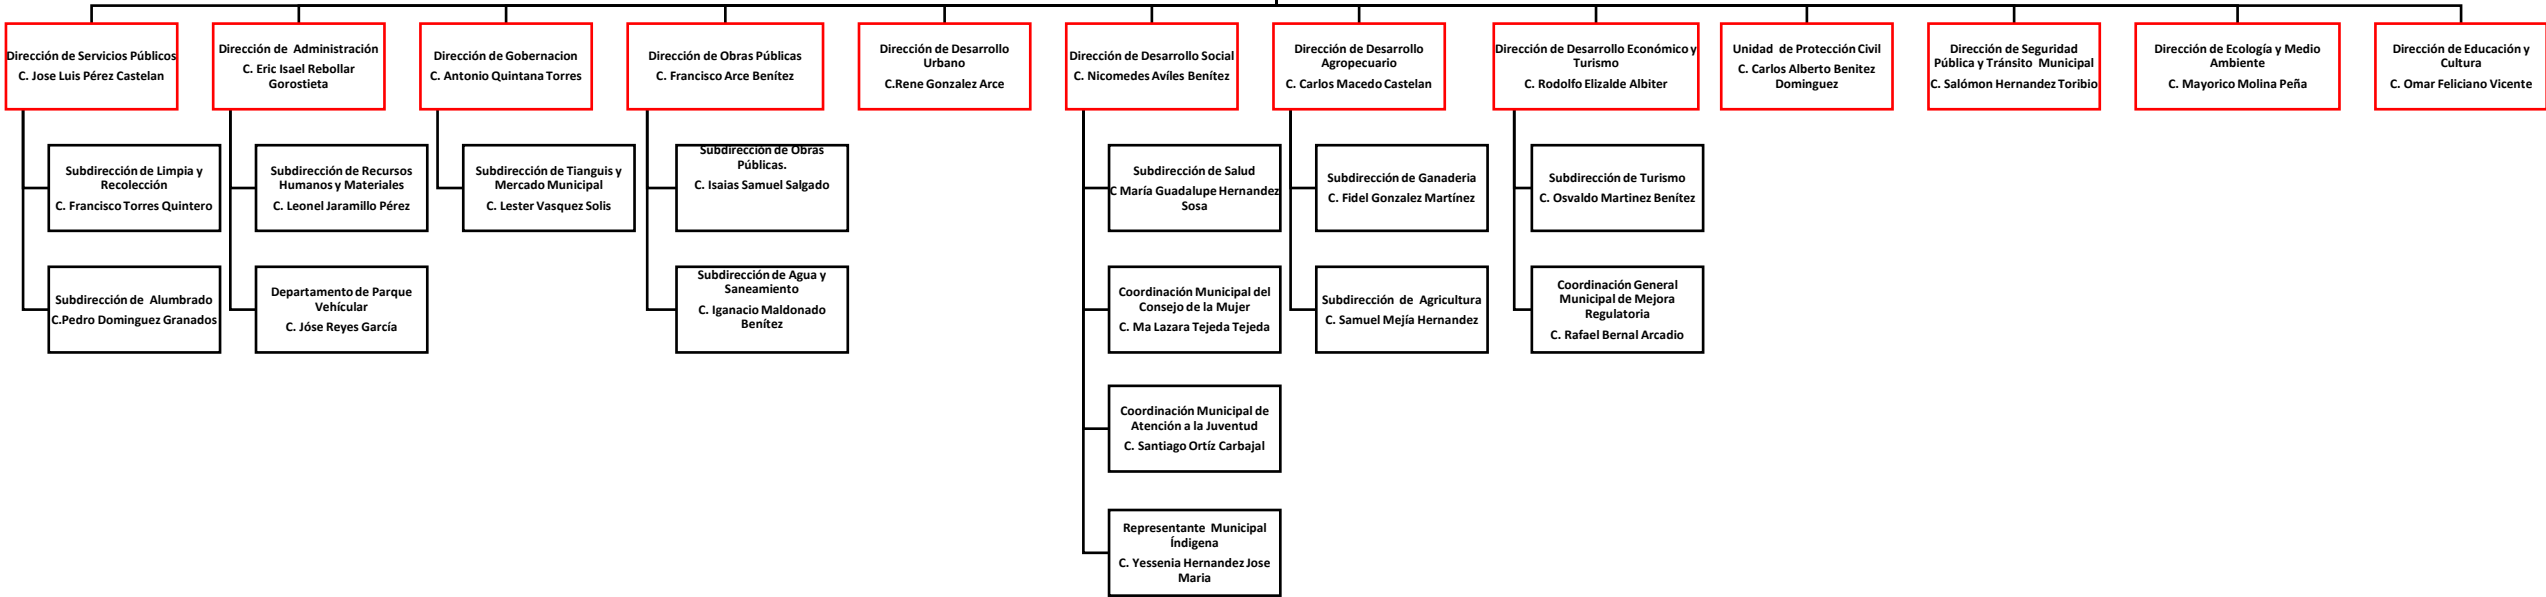 Dirección de Servicios Públicos
C. Jose Luis Pérez Castelan
Dirección de Administración
C. Eric Isael Rebollar
Gorostieta
Dirección de Gobernacion
C. Antonio Quintana Torres
Dirección de Obras Públicas
C. Francisco Arce Benítez
Dirección de Desarrollo
Urbano
C.Rene Gonzalez Arce
Dirección de Desarrollo Social
C. Nicomedes Avíles Benítez
Dirección de Desarrollo
Agropecuario
C. Carlos Macedo Castelan
Dirección de Desarrollo Económico y
Turismo
C. Rodolfo Elizalde Albiter
Unidad de Protección Civil
C. Carlos Alberto Benitez
Dominguez
Dirección de Seguridad
Pública y Tránsito Municipal
C. Salómon Hernandez Toribio
Dirección de Ecología y Medio
Ambiente
C. Mayorico Molina Peña
Dirección de Educación y
Cultura
C. Omar Feliciano Vicente
Subdirección de Limpia y
Recolección
C. Francisco Torres Quintero
Subdirección de Recursos
Humanos y Materiales
C. Leonel Jaramillo Pérez
Subdirección de Tianguis y
Mercado Municipal
C. Lester Vasquez Solis
Subdirección de Obras
Públicas.
C. Isaias Samuel Salgado
Subdirección de Salud
C María Guadalupe Hernandez
Sosa
Subdirección de Ganaderia
C. Fidel Gonzalez Martínez
Subdirección de Turismo
C. Osvaldo Martinez Benítez
Subdirección de Alumbrado
C.Pedro Dominguez Granados
Departamento de Parque
Vehícular
C. Jóse Reyes García
Subdirección de Agua y
Saneamiento
C. Iganacio Maldonado
Benítez
Coordinación Municipal del
Consejo de la Mujer
C. Ma Lazara Tejeda Tejeda
Subdirección de Agricultura
C. Samuel Mejía Hernandez
Coordinación General
Municipal de Mejora
Regulatoria
C. Rafael Bernal Arcadio
Coordinación Municipal de
Atención a la Juventud
C. Santiago Ortíz Carbajal
Representante Municipal
Índigena
C. Yessenia Hernandez Jose
Maria